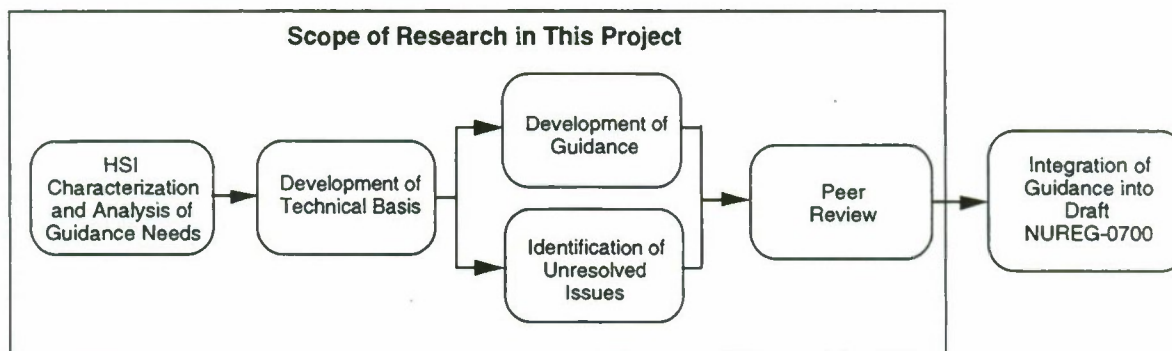 Scope of Research in This Project
HSI
Characterization
and Analysis of
Guidance Needs
Development of
Technical Basis
Development of
Guidance
Identification of
Unresolved
Issues
Peer
Review
Integration of
Guidance into
Draft
NUREG-0700